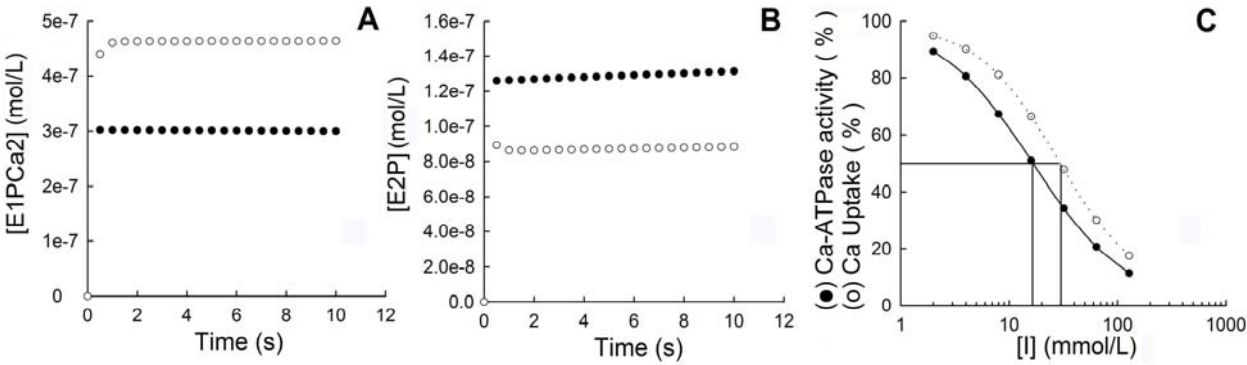 A
5e-7
4e-7
3e-7
2e-7
1e-7
0
[E1PCa2] (mol/L)
0 2 4 6 8 10 12
Time (s)
B
1.6e-7
1.4e-7
1.2e-7
1.0e-7
8.0e-8
6.0e-8
4.0e-8
2.0e-8
0.0
[E2P] (mol/L)
0 2 4 6 8 10 12
Time (s)
C
100
80
60
40
20
0
(●) Ca-ATPase activity ( % )
(o) Ca Uptake ( % )
1 10 100 1000
[I] (mmol/L)